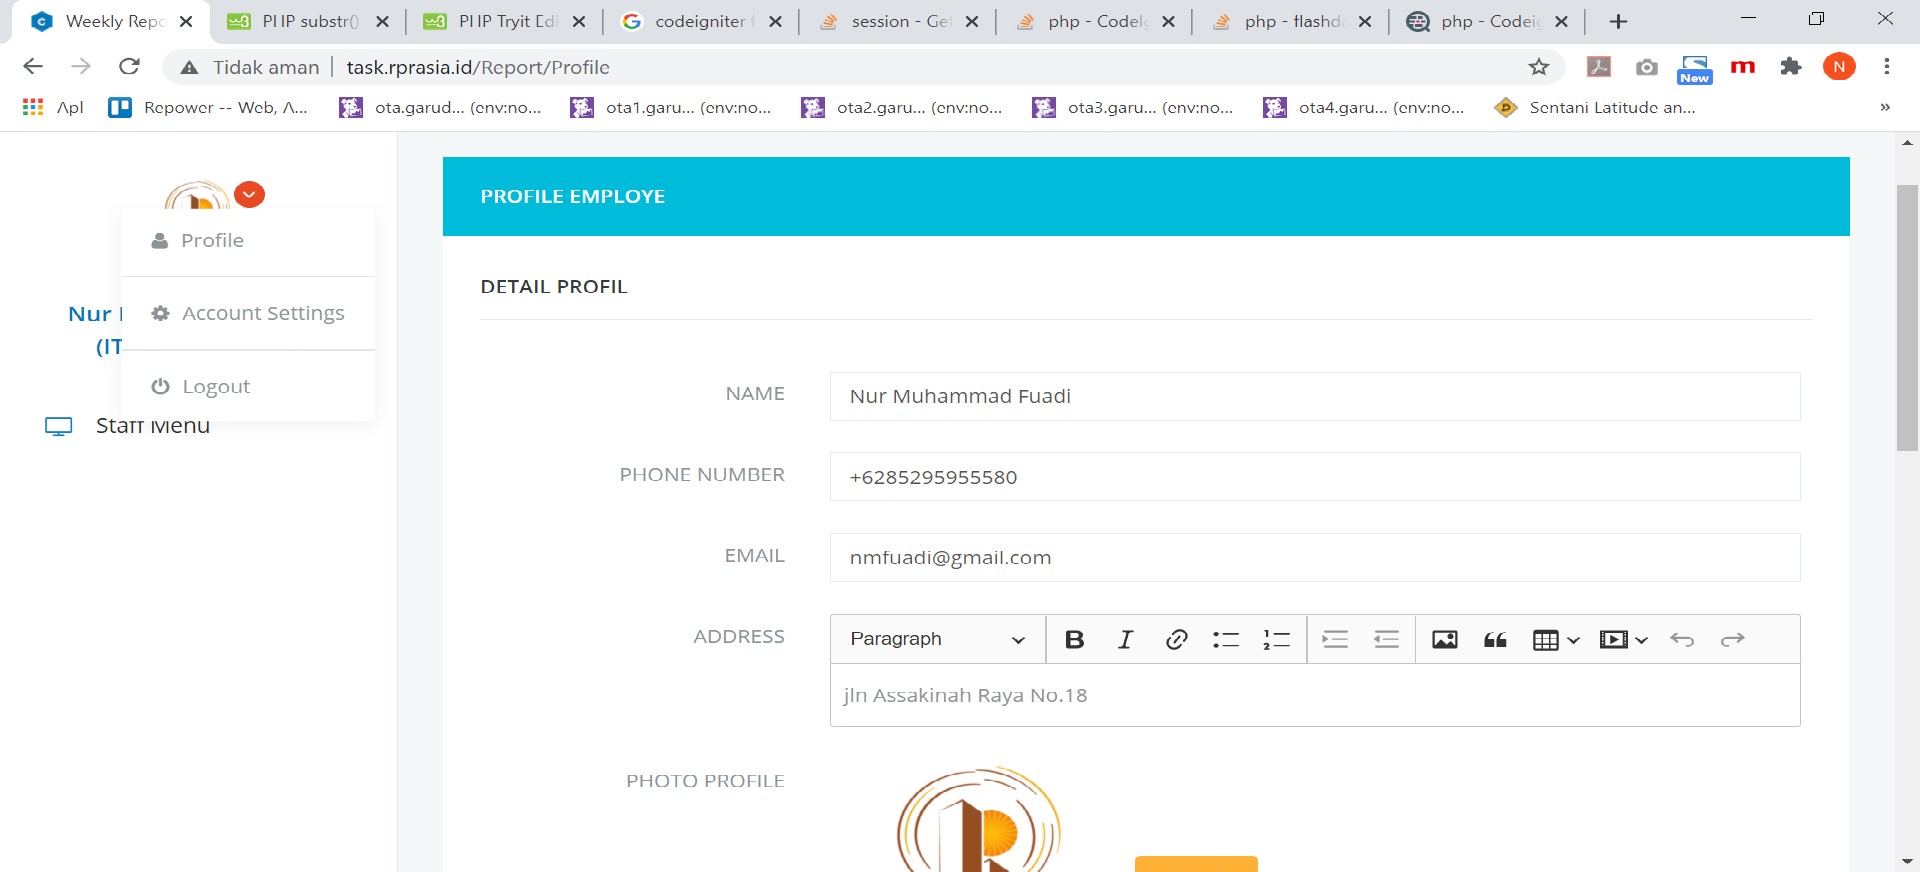 Weekly Repo
PHP substr()
PHP Tryit Edi
codeigniter f
session - Get
php - CodeIg
php - flashda
php - Codeig
Tidak aman
task.rprasia.id/Report/Profile
New
N
Apl
Repower -- Web, A...
ota.garud... (env:no...
ota1.garu... (env:no...
ota2.garu... (env:no...
ota3.garu... (env:no...
ota4.garu... (env:no...
Sentani Latitude an...
»
Profile
Account Settings
Logout
Nur
(IT
Staff Menu
PROFILE EMPLOYE
DETAIL PROFIL
NAME
Nur Muhammad Fuadi
PHONE NUMBER
+6285295955580
EMAIL
nmfuadi@gmail.com
ADDRESS
Paragraph
jln Assakinah Raya No.18
PHOTO PROFILE